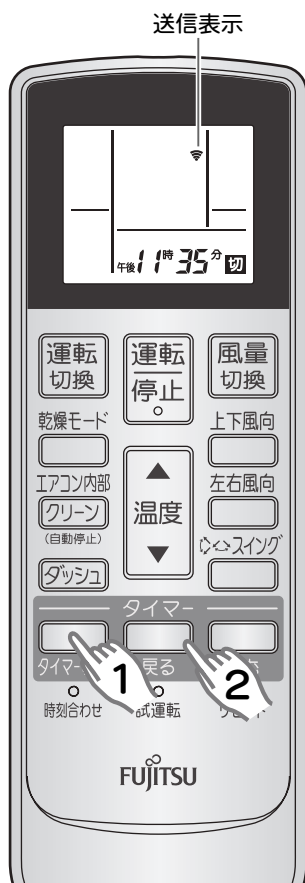 送信表示
午後11時35分 切
運転切換
運転停止
風量切換
乾燥モード
上下風向
エアコン内部
クリーン
(自動停止)
温度
左右風向
スイング
ダッシュ
タイマー
1
戻る
2
時刻合わせ
試運転
FUJITSU